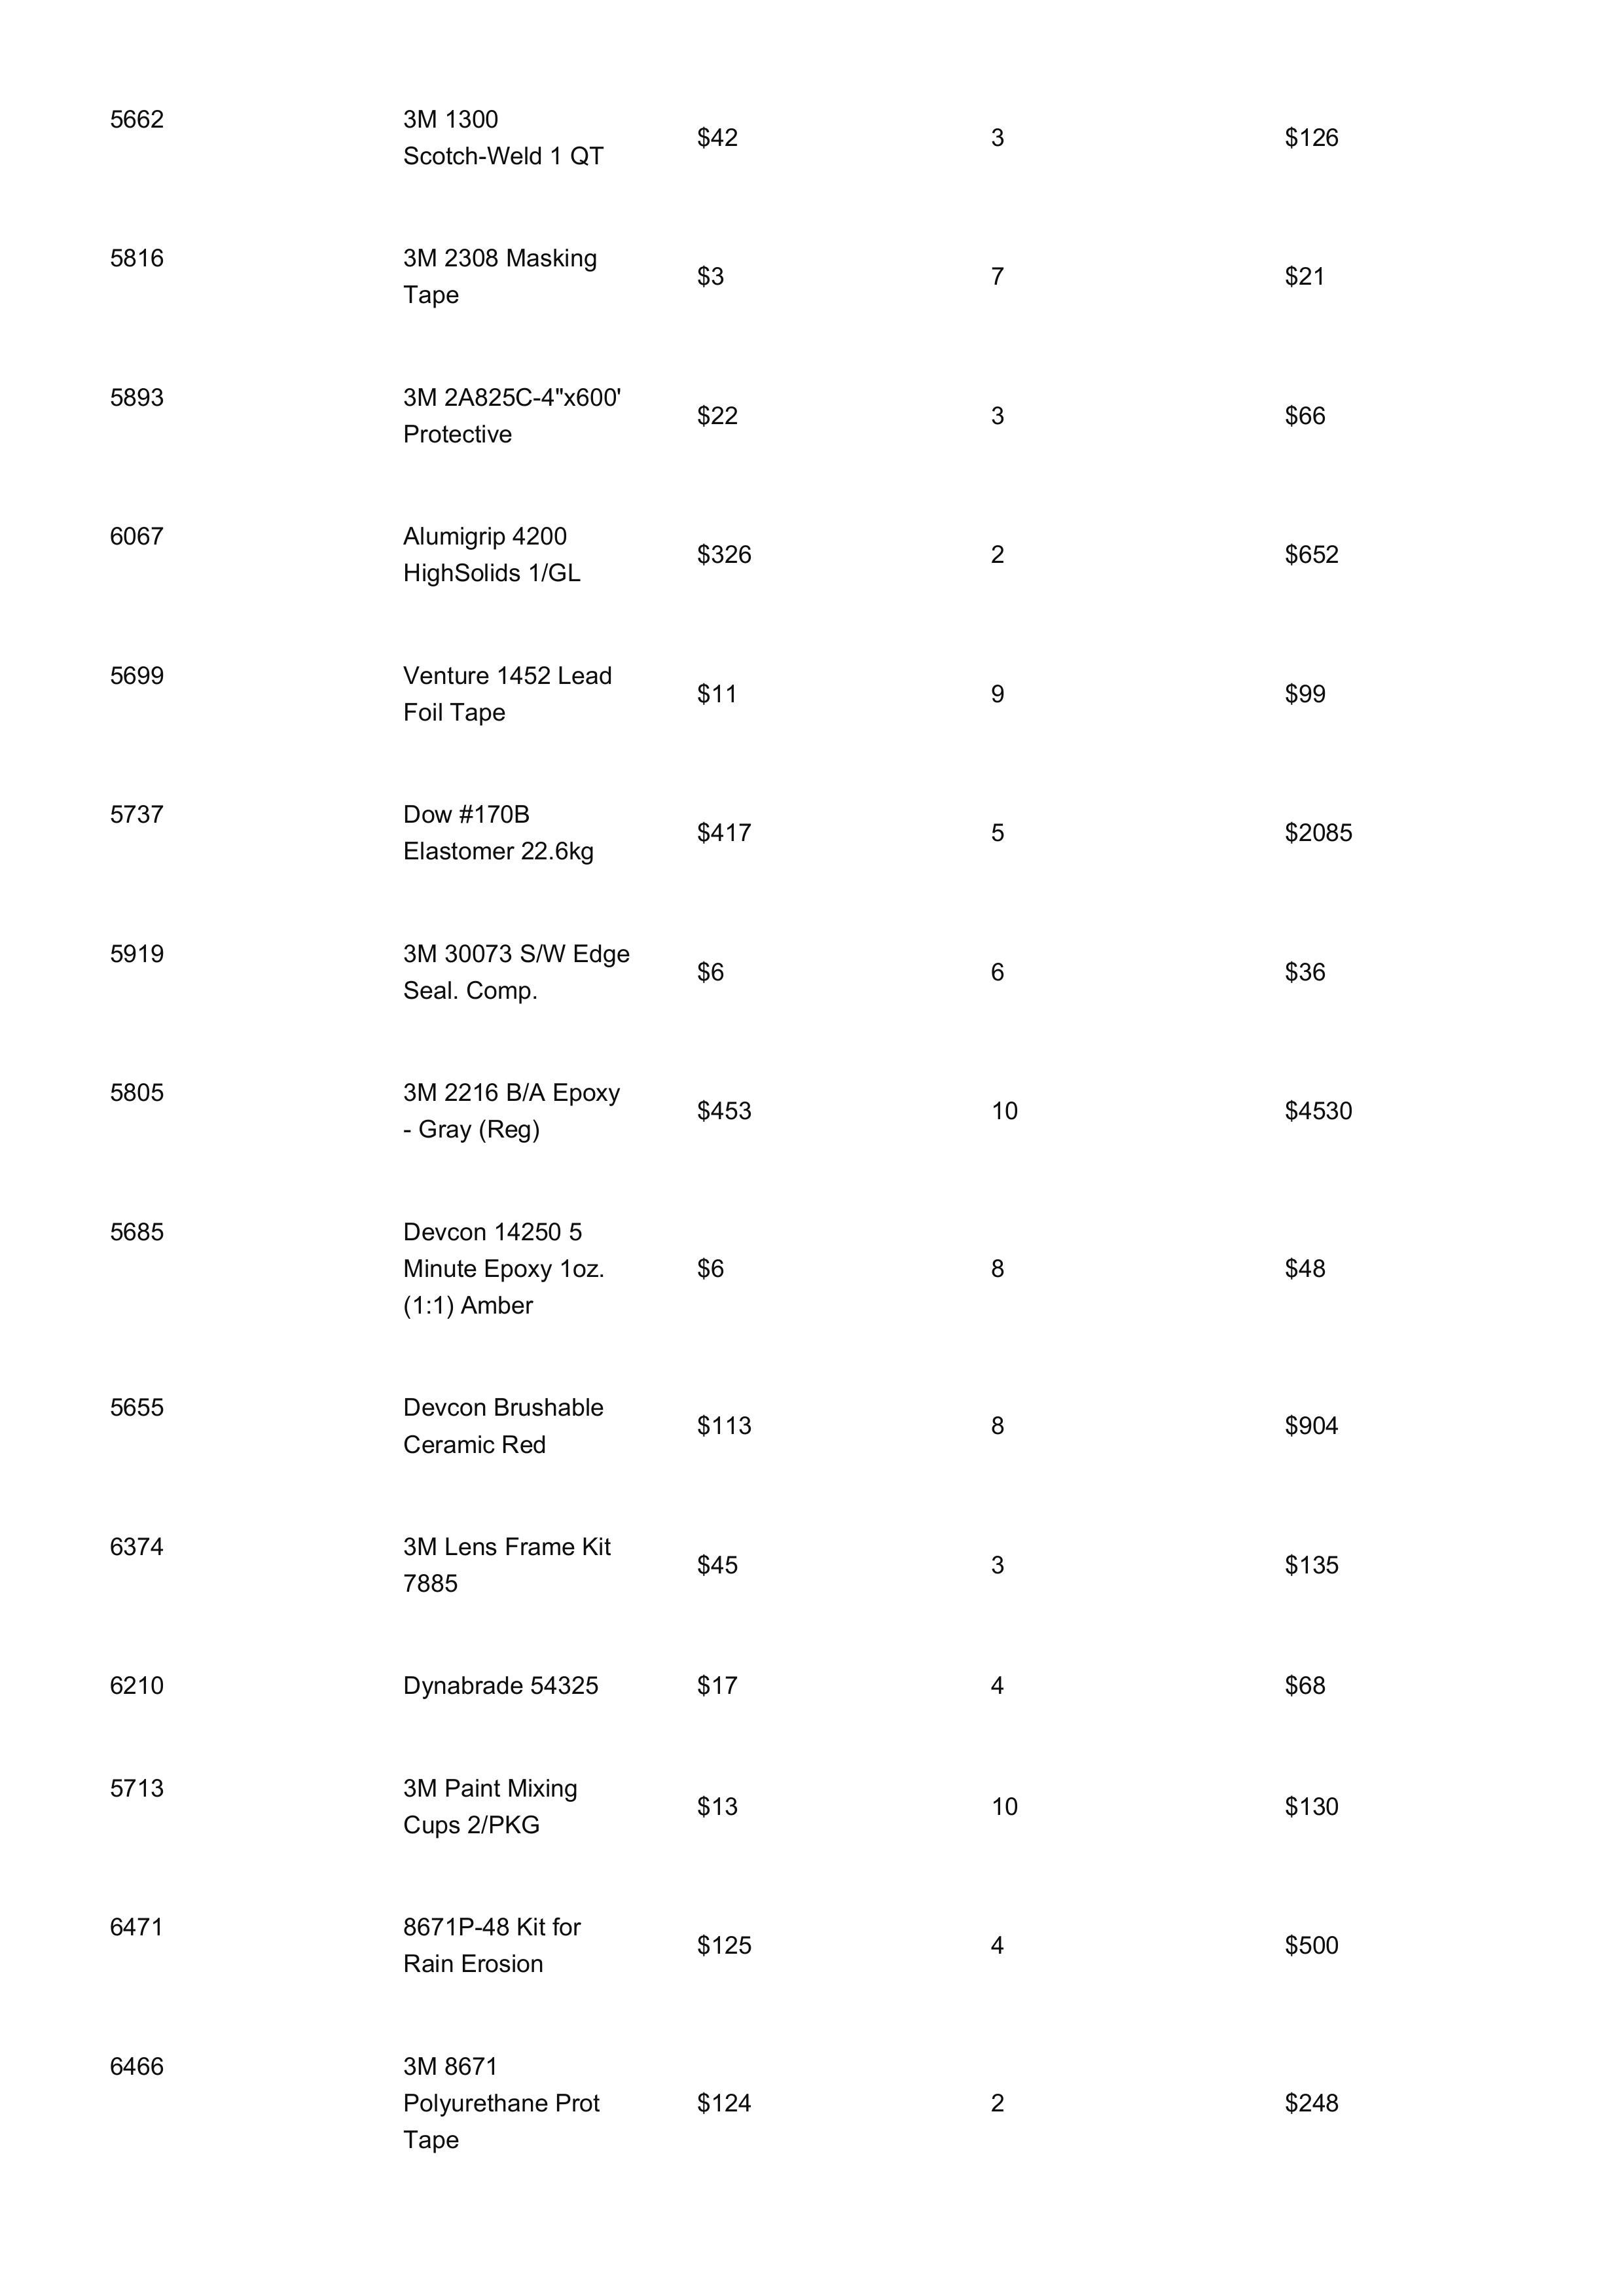 5662 3M 1300 $42 3 $126
Scotch-Weld 1 QT
5816 3M 2308 Masking $3 7 $21
Tape
5893 3M 2A825C-4"x600' $22 3 $66
Protective
6067 Alumigrip 4200 $326 2 $652
HighSolids 1/GL
5699 Venture 1452 Lead $11 9 $99
Foil Tape
5737 Dow #170B $417 5 $2085
Elastomer 22.6kg
5919 3M 30073 S/W Edge $6 6 $36
Seal. Comp.
5805 3M 2216 B/A Epoxy $453 10 $4530
- Gray (Reg)
5685 Devcon 14250 5
Minute Epoxy 1oz. $6 8 $48
(1:1) Amber
5655 Devcon Brushable $113 8 $904
Ceramic Red
6374 3M Lens Frame Kit $45 3 $135
7885
6210 Dynabrade 54325 $17 4 $68
5713 3M Paint Mixing $13 10 $130
Cups 2/PKG
6471 8671P-48 Kit for $125 4 $500
Rain Erosion
6466 3M 8671
Polyurethane Prot $124 2 $248
Tape